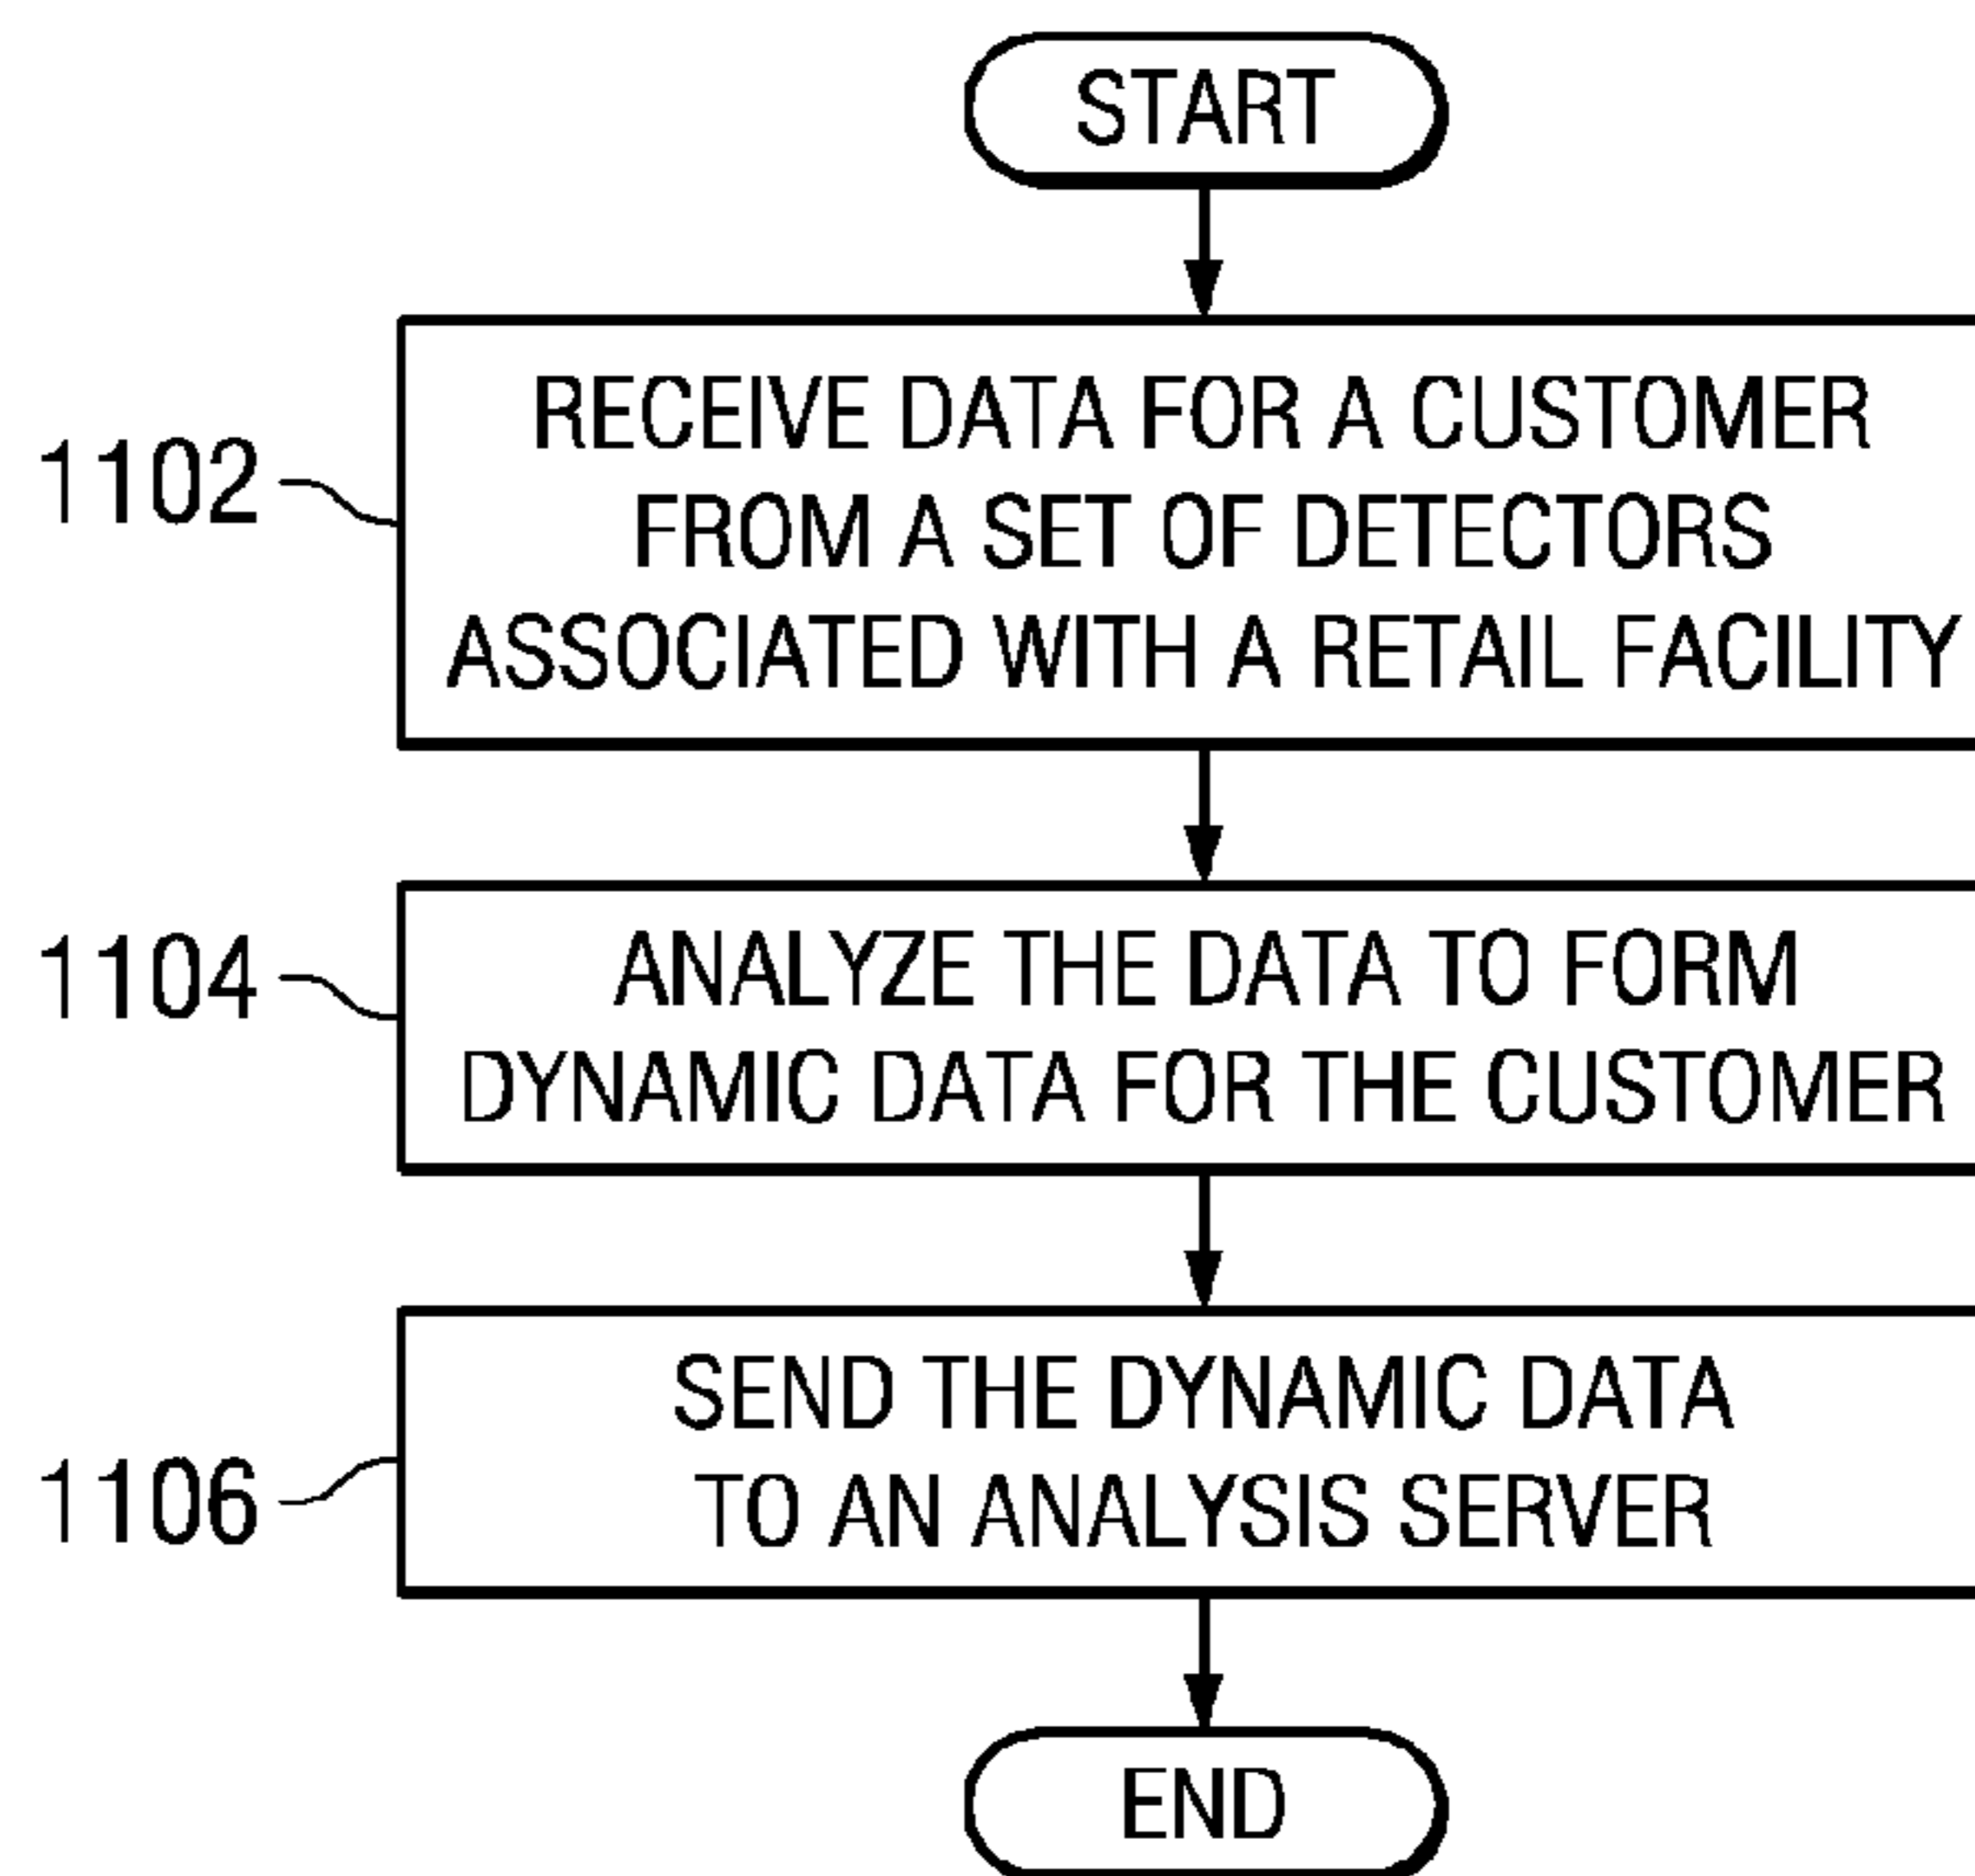 START
1102
RECEIVE DATA FOR A CUSTOMER
FROM A SET OF DETECTORS
ASSOCIATED WITH A RETAIL FACILITY
1104
ANALYZE THE DATA TO FORM
DYNAMIC DATA FOR THE CUSTOMER
1106
SEND THE DYNAMIC DATA
TO AN ANALYSIS SERVER
END